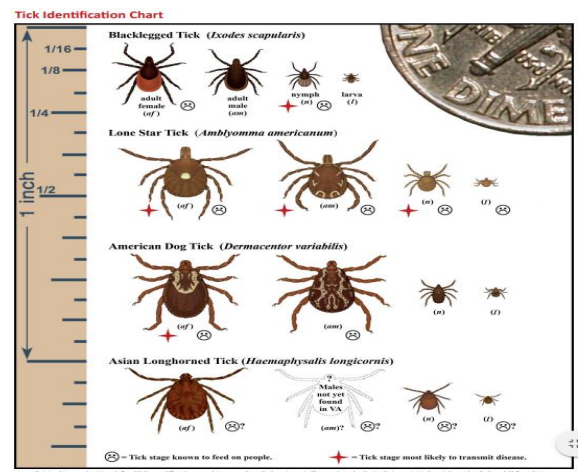 Tick Identification Chart
Blacklegged Tick (Ixodes scapularis)
1/16
1/8
1/4
1/2
1 inch
adult
female
(af)
adult
male
(am)
nymph
(n)
larva
(l)
ONE DIME
Lone Star Tick (Amblyomma americanum)
(af)
(am)
(n)
(l)
American Dog Tick (Dermacentor variabilis)
(af)
(am)
(n)
(l)
Asian Longhorned Tick (Haemaphysalis longicornis)
?
Males
not yet
found
in VA
(af)
?
(am)?
?
(n)
?
(l)
?
= Tick stage known to feed on people.
= Tick stage most likely to transmit disease.